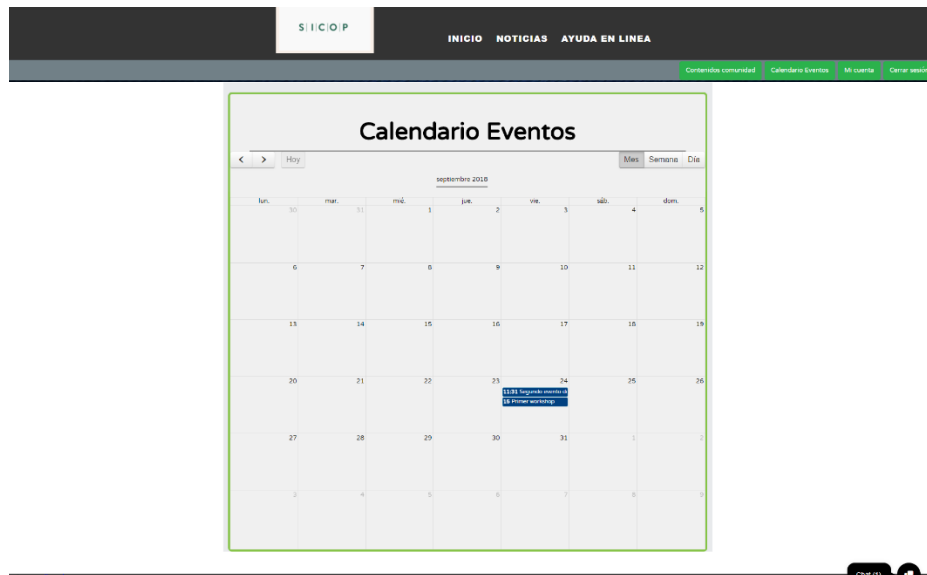 S|I|C|O|P
INICIO NOTICIAS AYUDA EN LINEA
Contenidos comunidad Calendario Eventos Mi cuenta Cerrar sesión
Calendario Eventos
< > Hoy Mes Semana Día
septiembre 2018
lun. mar. mié. jue. vie. sáb. dom.
30 31 1 2 3 4 5
6 7 8 9 10 11 12
13 14 15 16 17 18 19
20 21 22 23 24 25 26
11:31 Segundo evento
16 Primer workshop
27 28 29 30 31 1 2
3 4 5 6 7 8 9
Chat (1)